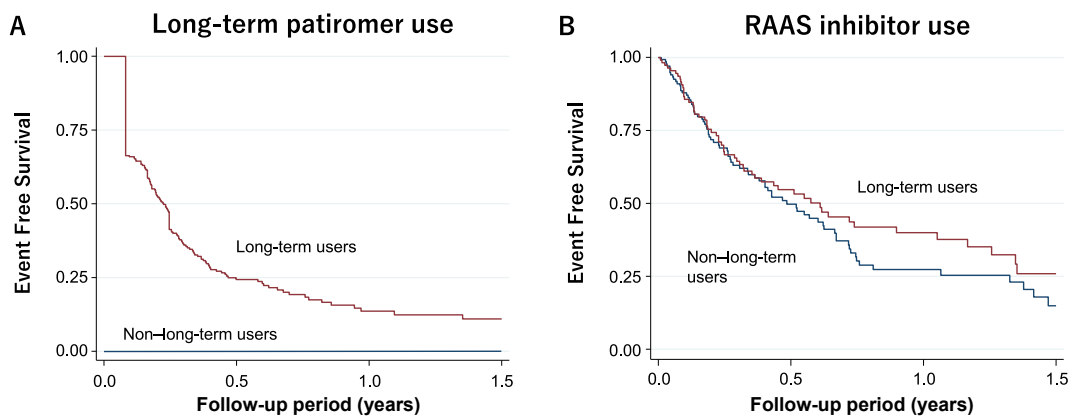 A
Long-term patiromer use
Event Free Survival
1.00
0.75
0.50
0.25
0.00
Long-term users
Non–long-term users
0.0
0.5
1.0
1.5
Follow-up period (years)
B
RAAS inhibitor use
Event Free Survival
1.00
0.75
0.50
0.25
0.00
Long-term users
Non–long-term
users
0.0
0.5
1.0
1.5
Follow-up period (years)